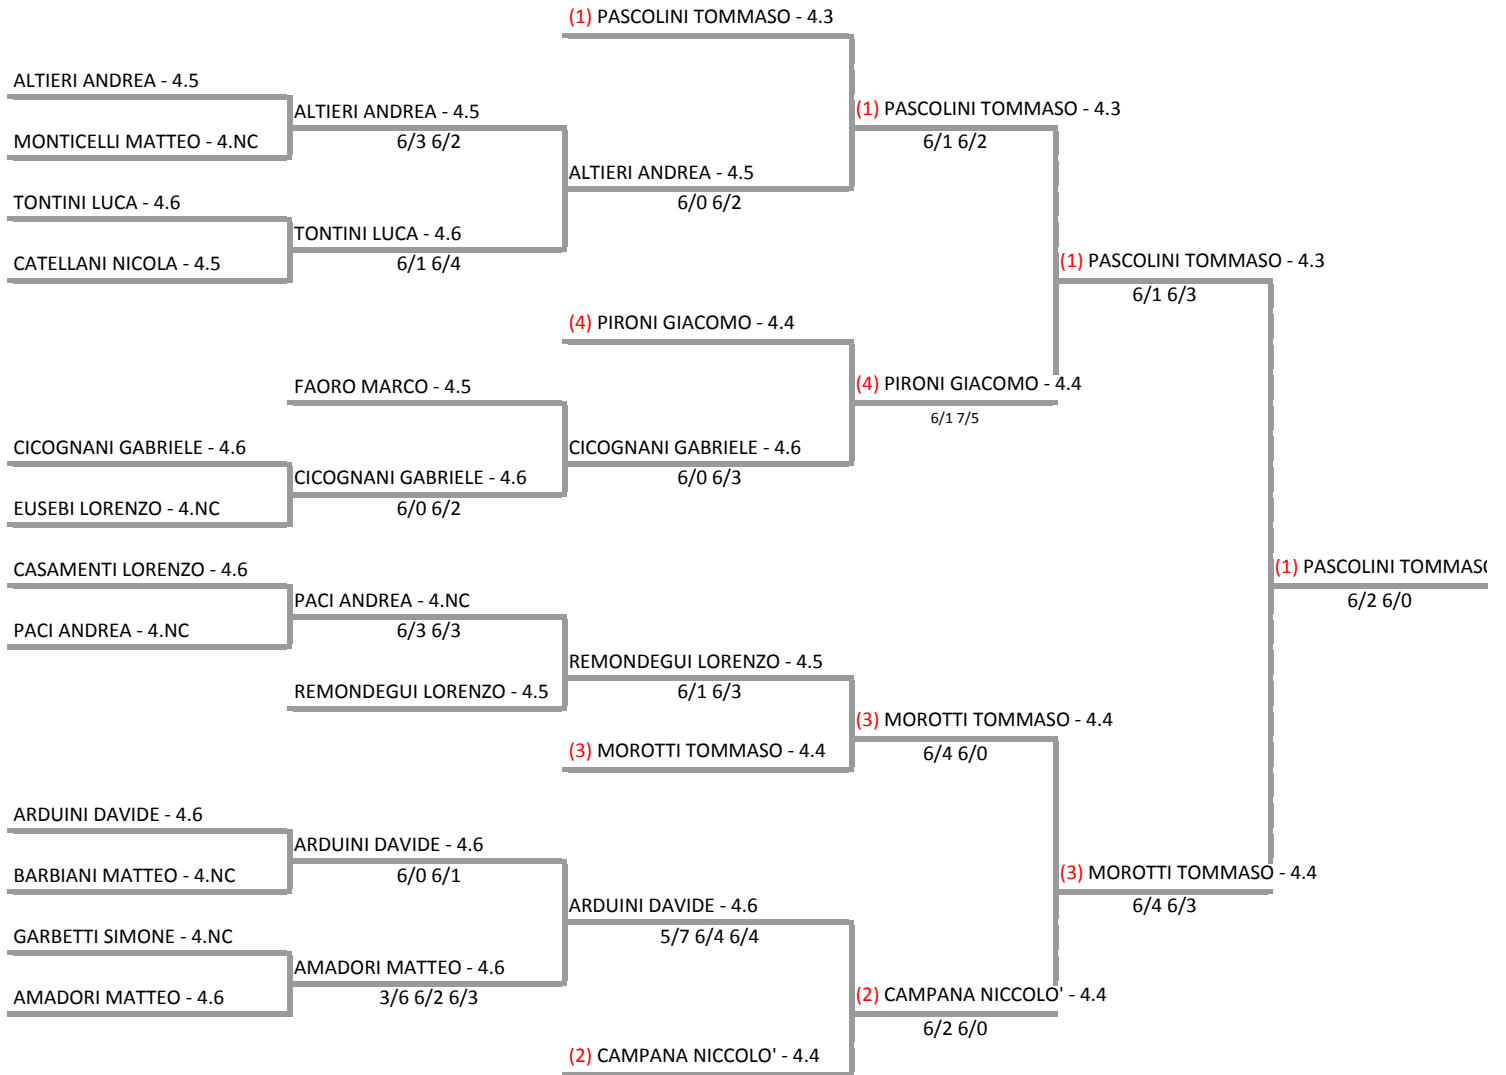 (1) PASCOLINI TOMMASO - 4.3
ALTIERI ANDREA - 4.5
ALTIERI ANDREA - 4.5
(1) PASCOLINI TOMMASO - 4.3
MONTICELLI MATTEO - 4.NC
6/3 6/2
6/1 6/2
ALTIERI ANDREA - 4.5
TONTINI LUCA - 4.6
6/0 6/2
TONTINI LUCA - 4.6
CATELLANI NICOLA - 4.5
6/1 6/4
(1) PASCOLINI TOMMASO - 4.3
6/1 6/3
(4) PIRONI GIACOMO - 4.4
FAORO MARCO - 4.5
(4) PIRONI GIACOMO - 4.4
6/1 7/5
CICOGNANI GABRIELE - 4.6
CICOGNANI GABRIELE - 4.6
CICOGNANI GABRIELE - 4.6
6/0 6/3
EUSEBI LORENZO - 4.NC
6/0 6/2
CASAMENTI LORENZO - 4.6
(1) PASCOLINI TOMMASO
PACI ANDREA - 4.NC
6/2 6/0
PACI ANDREA - 4.NC
6/3 6/3
REMONDEGUI LORENZO - 4.5
REMONDEGUI LORENZO - 4.5
6/1 6/3
(3) MOROTTI TOMMASO - 4.4
(3) MOROTTI TOMMASO - 4.4
6/4 6/0
ARDUINI DAVIDE - 4.6
ARDUINI DAVIDE - 4.6
BARBIANI MATTEO - 4.NC
6/0 6/1
(3) MOROTTI TOMMASO - 4.4
6/4 6/3
ARDUINI DAVIDE - 4.6
GARBETTI SIMONE - 4.NC
5/7 6/4 6/4
AMADORI MATTEO - 4.6
AMADORI MATTEO - 4.6
3/6 6/2 6/3
(2) CAMPANA NICCOLO' - 4.4
6/2 6/0
(2) CAMPANA NICCOLO' - 4.4